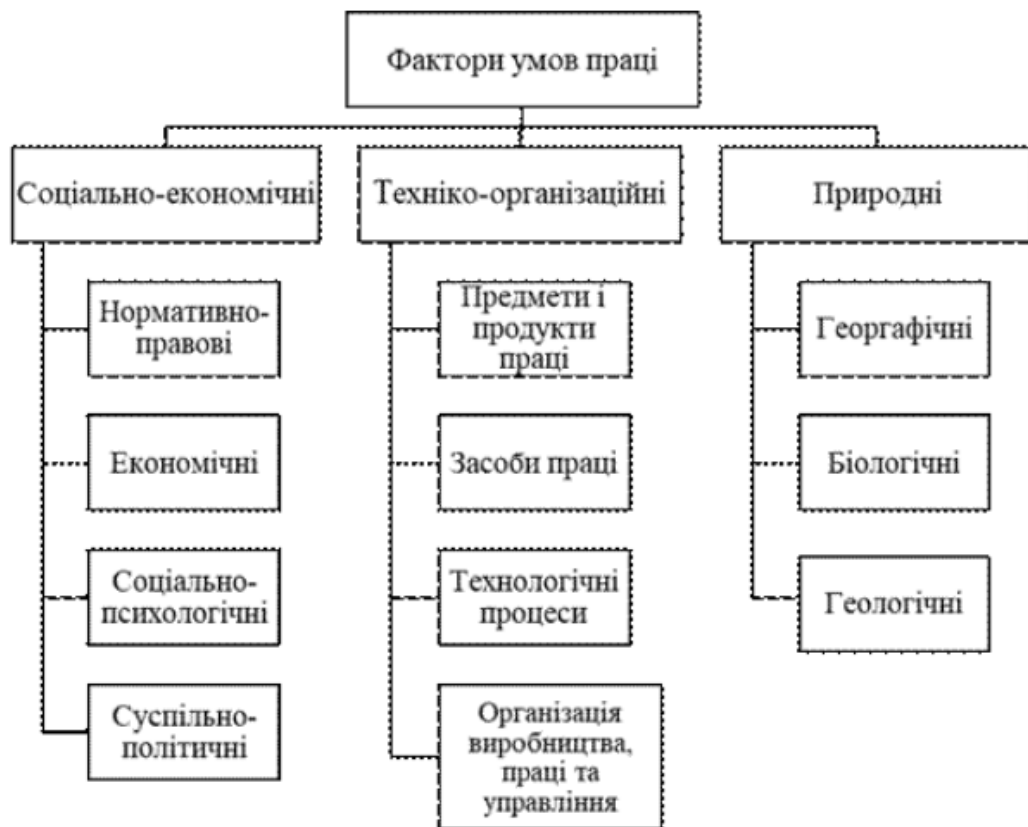 Фактори умов праці
Соціально-економічні
Техніко-організаційні
Природні
Нормативно-
правові
Економічні
Соціально-
психологічні
Суспільно-
політичні
Предмети і
продукти
праці
Засоби праці
Технологічні
процеси
Організація
виробництва,
праці та
управління
Георгафічні
Біологічні
Геологічні